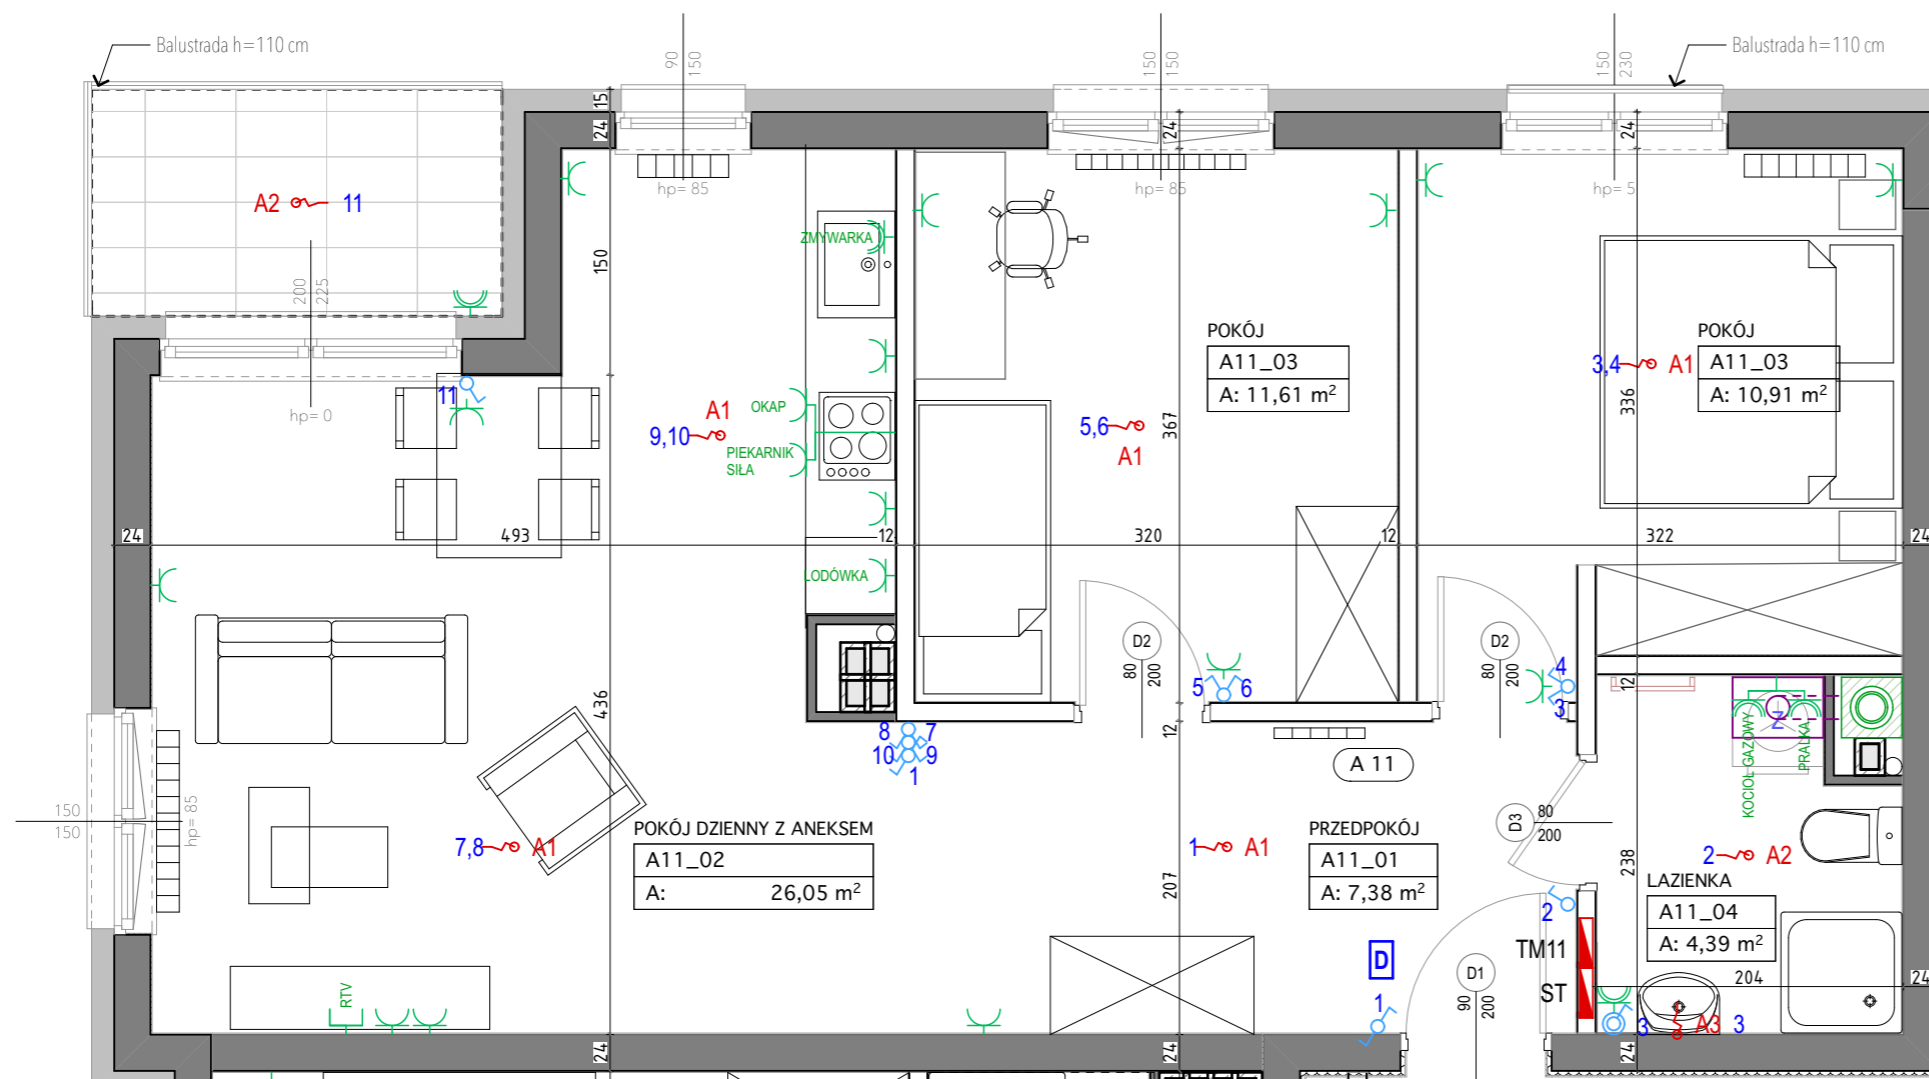 Balustrada h=110 cm
90
150
150
150
150
230
Balustrada h=110 cm
15
24
24
24
hp= 85
hp= 85
hp= 5
A2
11
ZMYWARKA
150
200
225
POKÓJ
A11_03
A: 11,61 m²
POKÓJ
A11_03
A: 10,91 m²
3,4
A1
336
11
hp= 0
A1
OKAP
9,10
5,6
367
A1
PIEKARNIK
SIŁA
24
493
12
320
12
322
24
LODÓWKA
D2
80
200
D2
80
200
4
5
6
3
12
436
8
7
12
10
9
1
A 11
KOCIOŁ GAZOWY
Z
PRALKA
150
150
hp= 85
D3
80
200
POKÓJ DZIENNY Z ANEKSEM
A11_02
A: 26,05 m²
7,8
A1
1
A1
PRZEDPOKÓJ
A11_01
A: 7,38 m²
207
238
2
A2
LAZIENKA
A11_04
A: 4,39 m²
2
TM11
D
D1
90
200
ST
204
24
RTV
1
3
A3
3
24
24
24